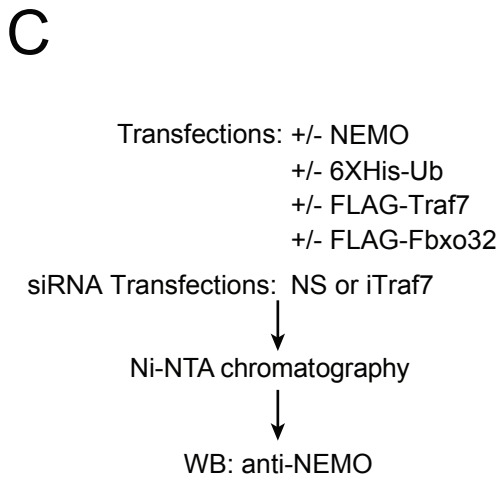 C
Transfections: +/- NEMO
+/- 6XHis-Ub
+/- FLAG-Traf7
+/- FLAG-Fbxo32
siRNA Transfections: NS or iTraf7
Ni-NTA chromatography
WB: anti-NEMO